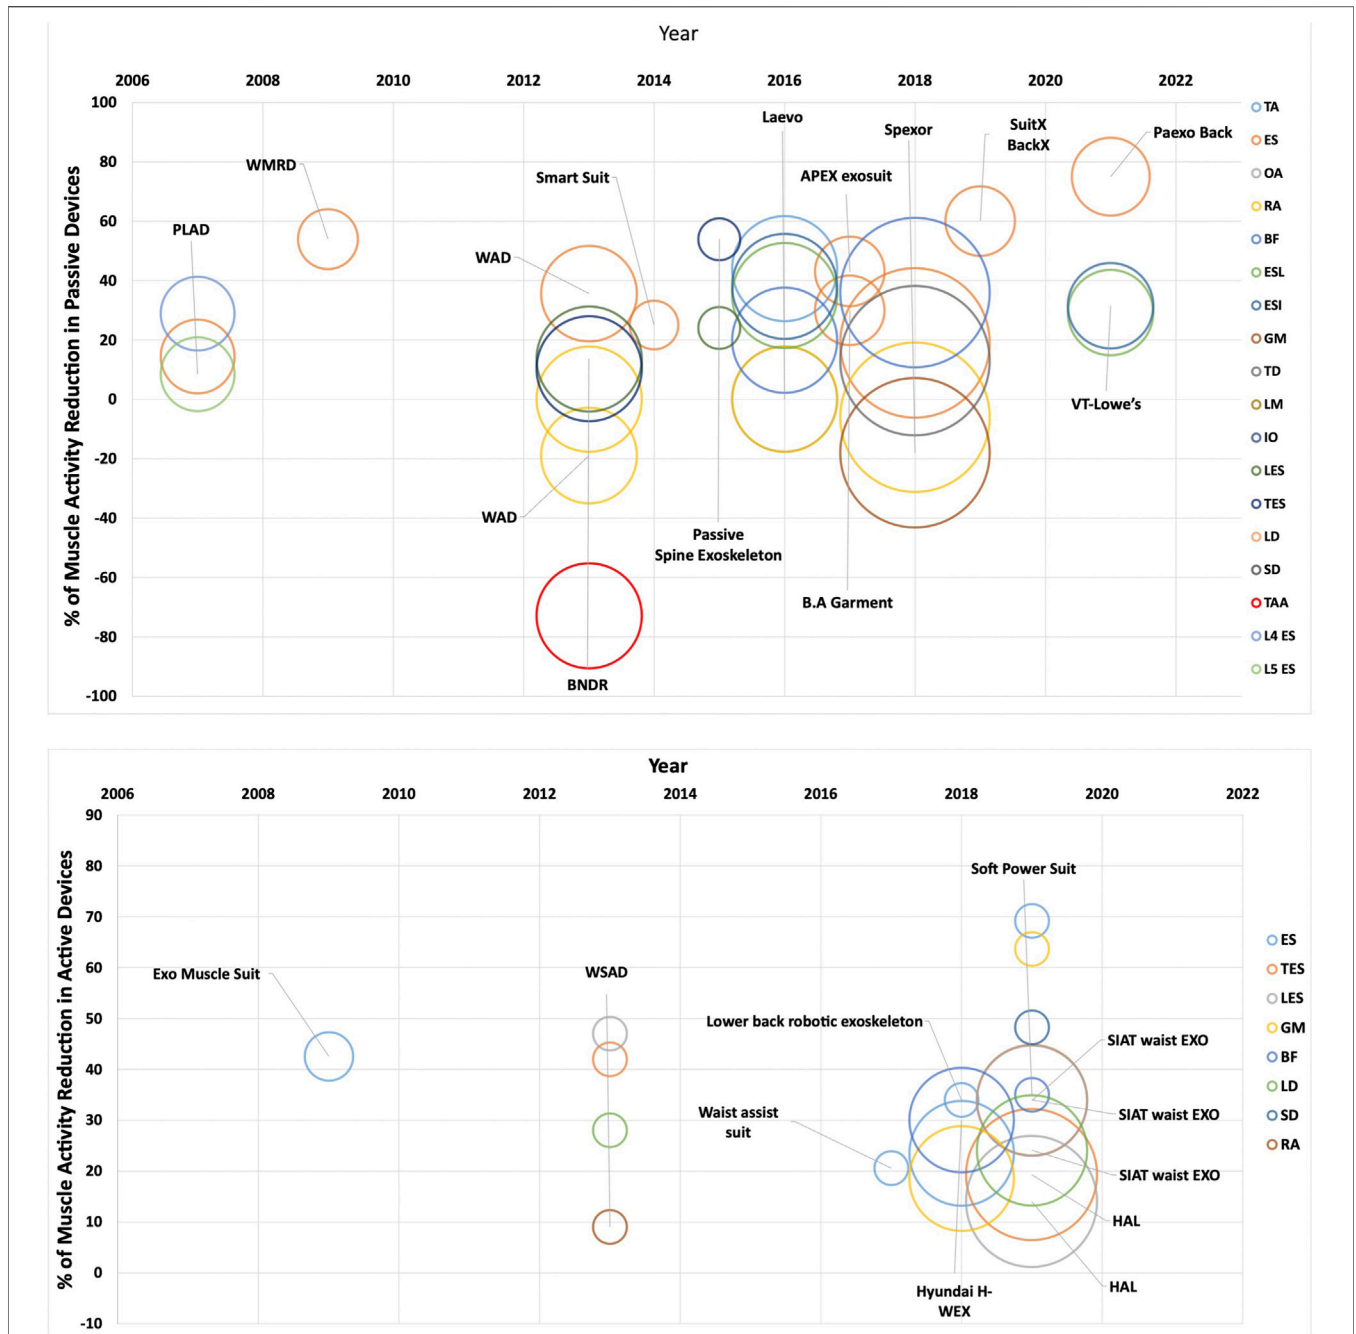 Year
2006 2008 2010 2012 2014 2016 2018 2020 2022
% of Muscle Activity Reduction in Passive Devices
100
80
60
40
20
0
-20
-40
-60
-80
-100
PLAD
WMRD
WAD
Smart Suit
WAD
BNDR
Passive
Spine Exoskeleton
Laevo
APEX exosuit
B.A Garment
Spexor
SuitX
BackX
Paexo Back
VT-Lowe's
TA
ES
OA
RA
BF
ESL
ESI
GM
TD
LM
IO
LES
TES
LD
SD
TAA
L4 ES
L5 ES
Year
2006 2008 2010 2012 2014 2016 2018 2020 2022
% of Muscle Activity Reduction in Active Devices
90
80
70
60
50
40
30
20
10
0
-10
Exo Muscle Suit
WSAD
Waist assist
suit
Lower back robotic exoskeleton
Hyundai H-
WEX
Soft Power Suit
SIAT waist EXO
SIAT waist EXO
SIAT waist EXO
HAL
HAL
ES
TES
LES
GM
BF
LD
SD
RA